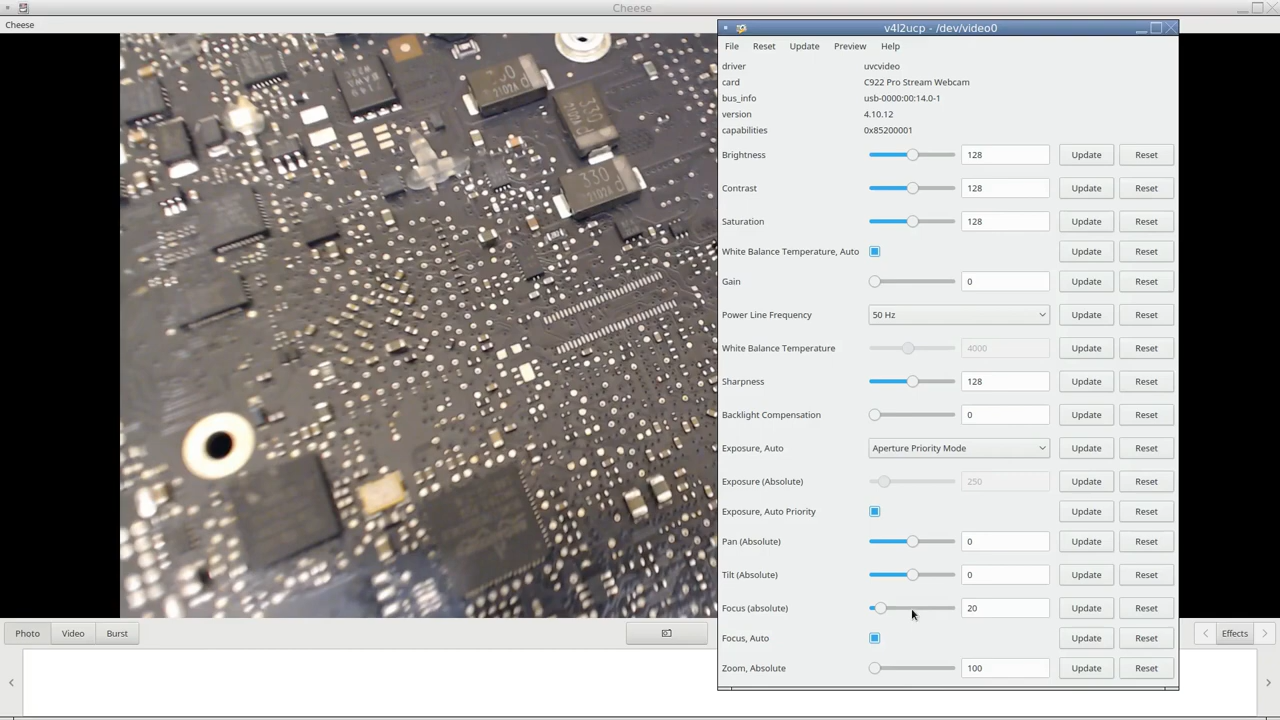 Cheese
Cheese
v4l2ucp - /dev/video0
File Reset Update Preview Help
driver uvcvideo
card C922 Pro Stream Webcam
bus_info usb-0000:00:14.0-1
version 4.10.12
capabilities 0x85200001
Brightness 128 Update Reset
Contrast 128 Update Reset
Saturation 128 Update Reset
White Balance Temperature, Auto Update Reset
Gain 0 Update Reset
Power Line Frequency 50 Hz Update Reset
White Balance Temperature 4000 Update Reset
Sharpness 128 Update Reset
Backlight Compensation 0 Update Reset
Exposure, Auto Aperture Priority Mode Update Reset
Exposure (Absolute) 250 Update Reset
Exposure, Auto Priority Update Reset
Pan (Absolute) 0 Update Reset
Tilt (Absolute) 0 Update Reset
Focus (absolute) 20 Update Reset
Focus, Auto Update Reset
Zoom, Absolute 100 Update Reset
330
330
Photo Video Burst Effects